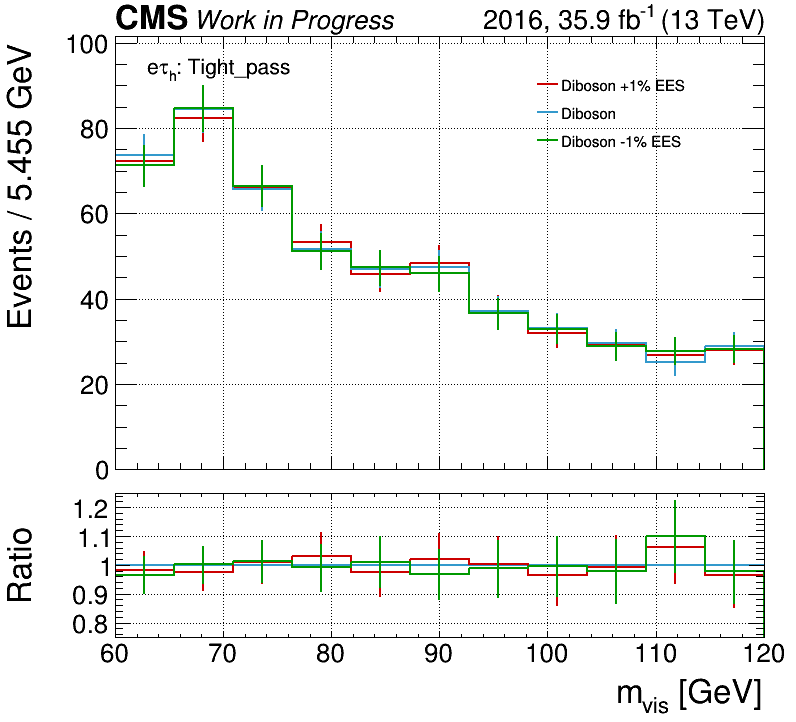 CMS Work in Progress 2016, 35.9 fb⁻¹ (13 TeV)
eτₕ: Tight_pass
Diboson +1% EES
Diboson
Diboson -1% EES
Events / 5.455 GeV
100
80
60
40
20
0
Ratio
1.2
1.1
1
0.9
0.8
60 70 80 90 100 110 120
m_vis [GeV]